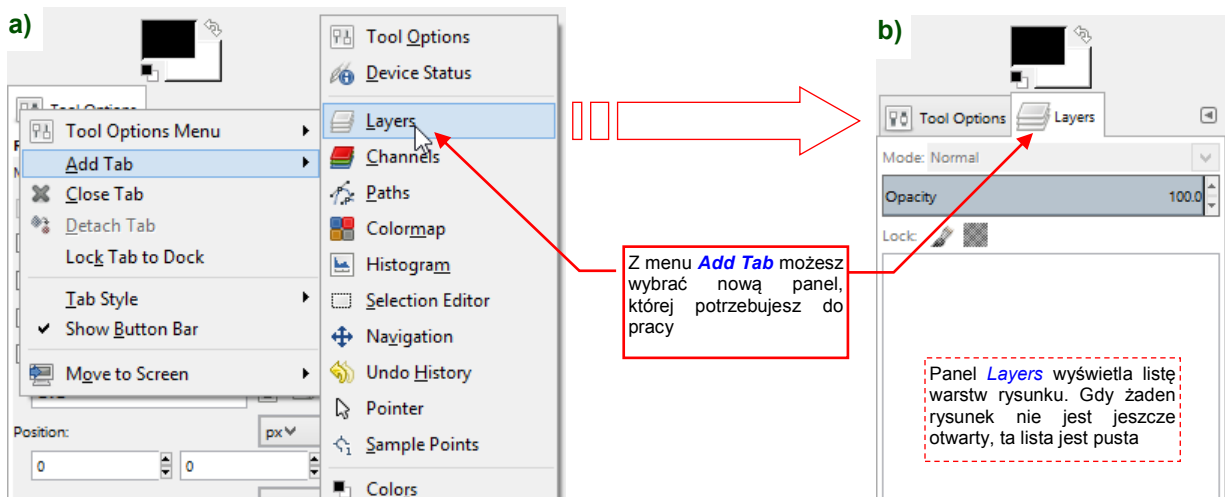 a)
Tool Options
Tool Options Menu
Add Tab
Close Tab
Detach Tab
Lock Tab to Dock
Tab Style
Show Button Bar
Move to Screen
Position:
px
0
0
Tool Options
Device Status
Layers
Channels
Paths
Colormap
Histogram
Selection Editor
Navigation
Undo History
Pointer
Sample Points
Colors
Z menu Add Tab możesz
wybrać nową panel,
której potrzebujesz do
pracy
b)
Tool Options
Layers
Mode: Normal
Opacity 100.0
Lock:
Panel Layers wyświetla listę
warstw rysunku. Gdy żaden
rysunek nie jest jeszcze
otwarty, ta lista jest pusta